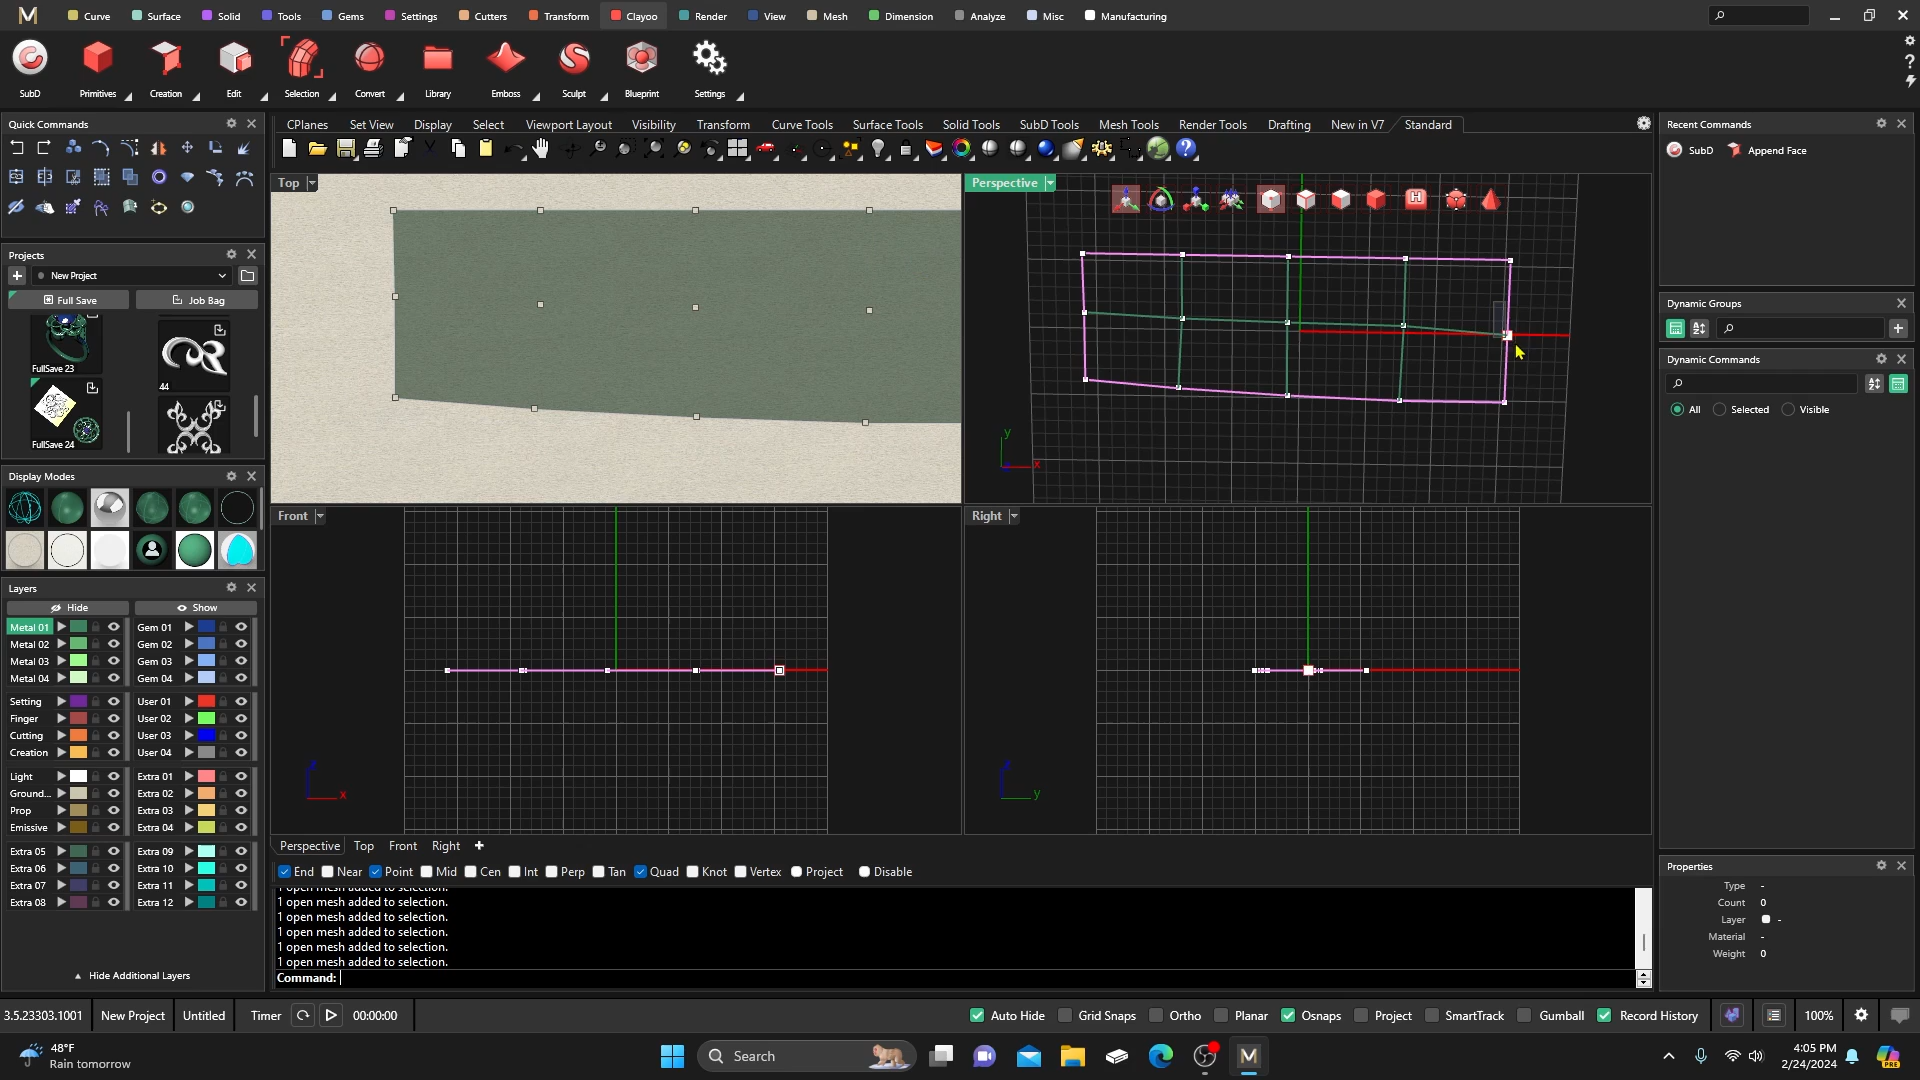 Curve Surface Solid Tools Gems Settings Cutters Transform Clayoo Render View Mesh Dimension Analyze Misc Manufacturing
SubD Primitives Creation Edit Selection Convert Library Emboss Sculpt Blueprint Settings
Quick Commands
CPlanes Set View Display Select Viewport Layout Visibility Transform Curve Tools Surface Tools Solid Tools SubD Tools Mesh Tools Render Tools Drafting New in V7 Standard
Recent Commands
SubD Append Face
Top
Perspective
Projects
New Project
Full Save Job Bag
FullSave 23
44
FullSave 24
Dynamic Groups
Dynamic Commands
All Selected Visible
y
x
Display Modes
Front
Right
Layers
Hide Show
Metal 01 Gem 01
Metal 02 Gem 02
Metal 03 Gem 03
Metal 04 Gem 04
Setting User 01
Finger User 02
Cutting User 03
Creation User 04
Light Extra 01
Ground... Extra 02
Prop Extra 03
Emissive Extra 04
Extra 05 Extra 09
Extra 06 Extra 10
Extra 07 Extra 11
Extra 08 Extra 12
Hide Additional Layers
z
x
z
y
Perspective Top Front Right
End Near Point Mid Cen Int Perp Tan Quad Knot Vertex Project Disable
1 open mesh added to selection.
1 open mesh added to selection.
1 open mesh added to selection.
1 open mesh added to selection.
1 open mesh added to selection.
1 open mesh added to selection.
Command:
Properties
Type -
Count 0
Layer -
Material -
Weight 0
3.5.23303.1001 New Project Untitled Timer 00:00:00 Auto Hide Grid Snaps Ortho Planar Osnaps Project SmartTrack Gumball Record History 100%
48°F
Rain tomorrow
Search
4:05 PM
2/24/2024